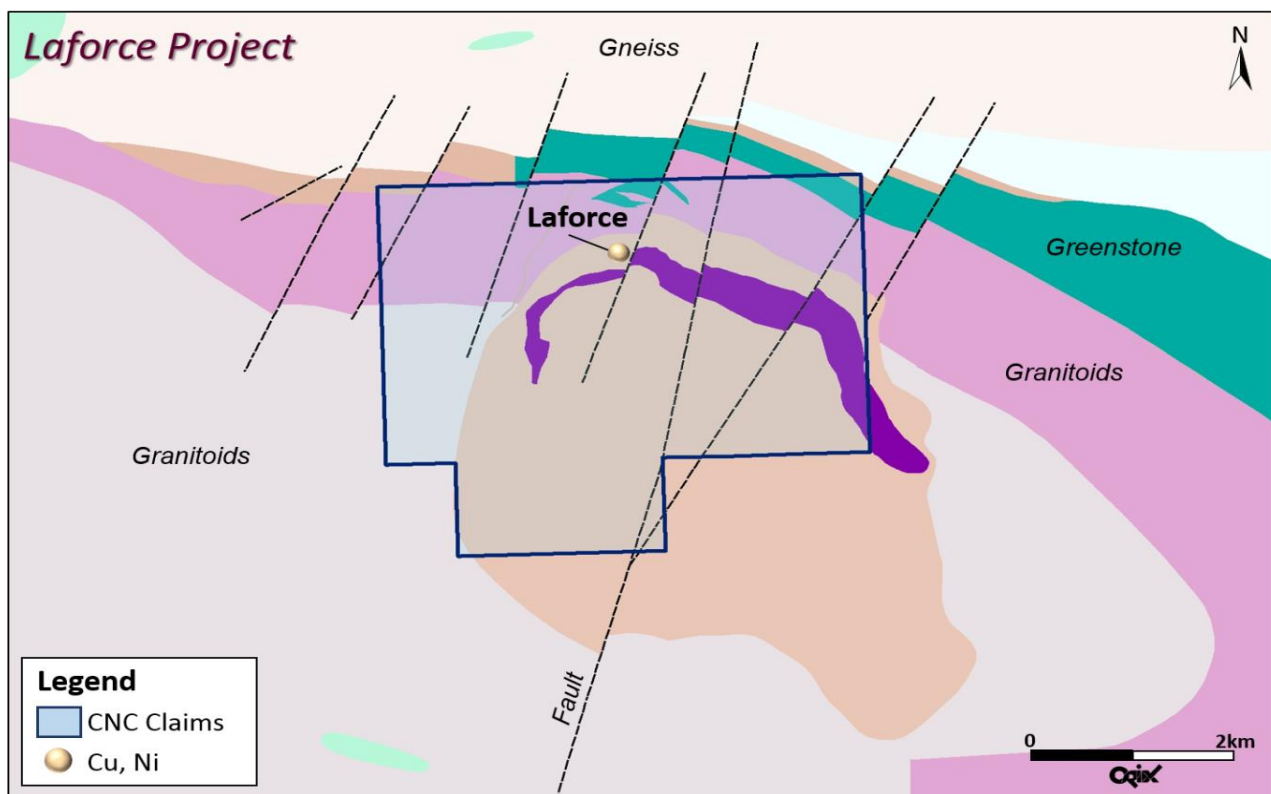 Laforce Project
Gneiss
N
Laforce
Greenstone
Granitoids
Granitoids
Fault
Legend
CNC Claims
Cu, Ni
0 2km